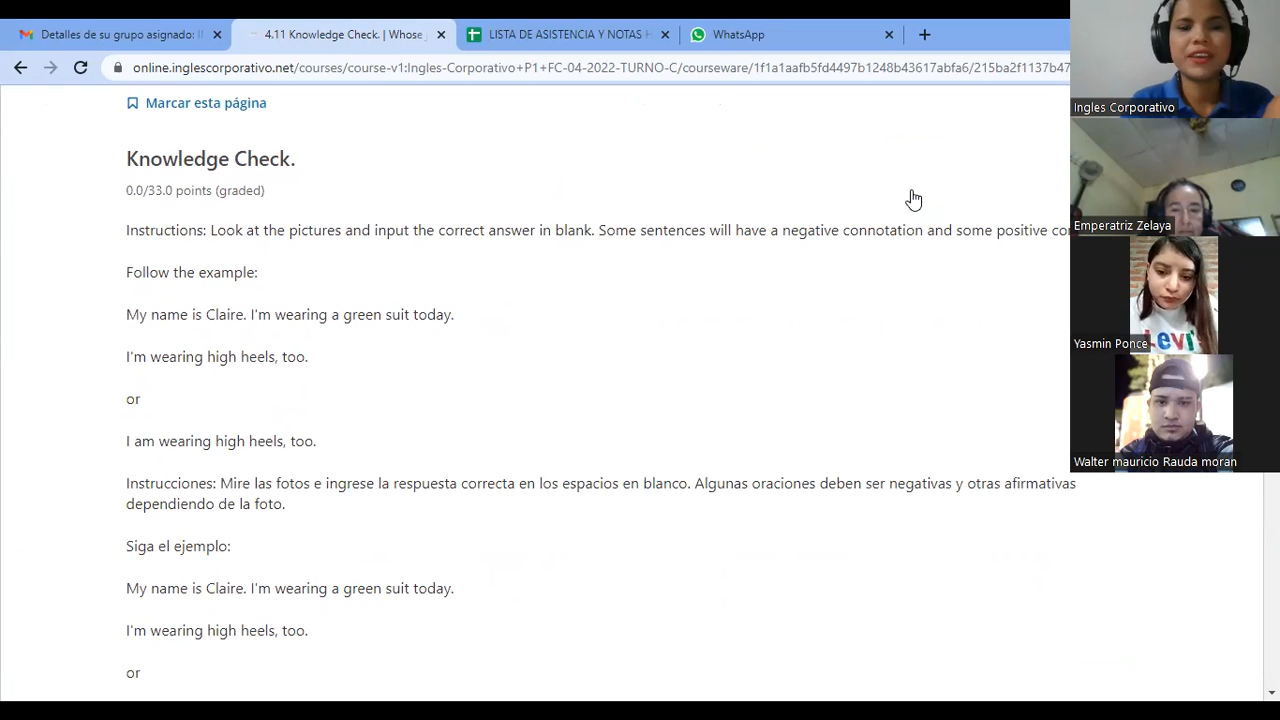 Detalles de su grupo asignado: I
4.11 Knowledge Check. | Whose j
LISTA DE ASISTENCIA Y NOTAS H
WhatsApp
online.inglescorporativo.net/courses/course-v1:Ingles-Corporativo+P1+FC-04-2022-TURNO-C/courseware/1f1a1aafb5fd4497b1248b43617abfa6/215ba2f1137b47
Marcar esta página
Knowledge Check.
0.0/33.0 points (graded)
Instructions: Look at the pictures and input the correct answer in blank. Some sentences will have a negative connotation and some positive co
Follow the example:
My name is Claire. I'm wearing a green suit today.
I'm wearing high heels, too.
or
I am wearing high heels, too.
Instrucciones: Mire las fotos e ingrese la respuesta correcta en los espacios en blanco. Algunas oraciones deben ser negativas y otras afirmativas
dependiendo de la foto.
Siga el ejemplo:
My name is Claire. I'm wearing a green suit today.
I'm wearing high heels, too.
or
Ingles Corporativo
Emperatriz Zelaya
Yasmin Ponce
Levi's
Walter mauricio Rauda moran